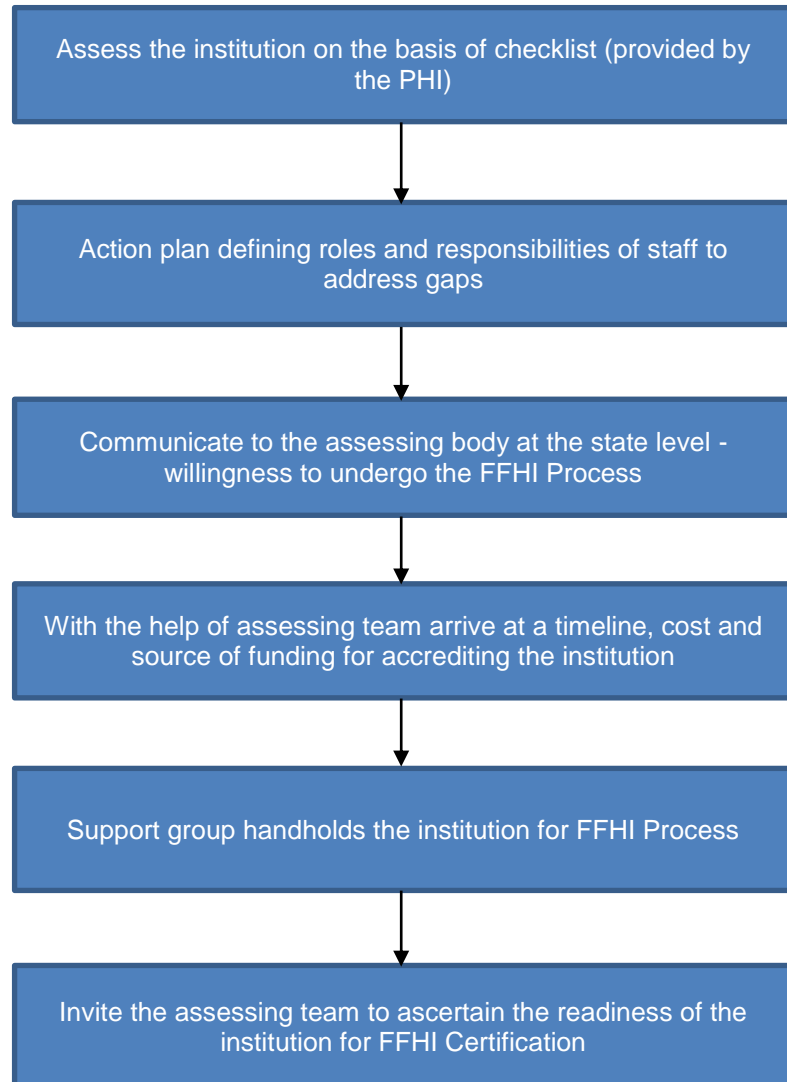 Assess the institution on the basis of checklist (provided by
the PHI)
Action plan defining roles and responsibilities of staff to
address gaps
Communicate to the assessing body at the state level -
willingness to undergo the FFHI Process
With the help of assessing team arrive at a timeline, cost and
source of funding for accrediting the institution
Support group handholds the institution for FFHI Process
Invite the assessing team to ascertain the readiness of the
institution for FFHI Certification